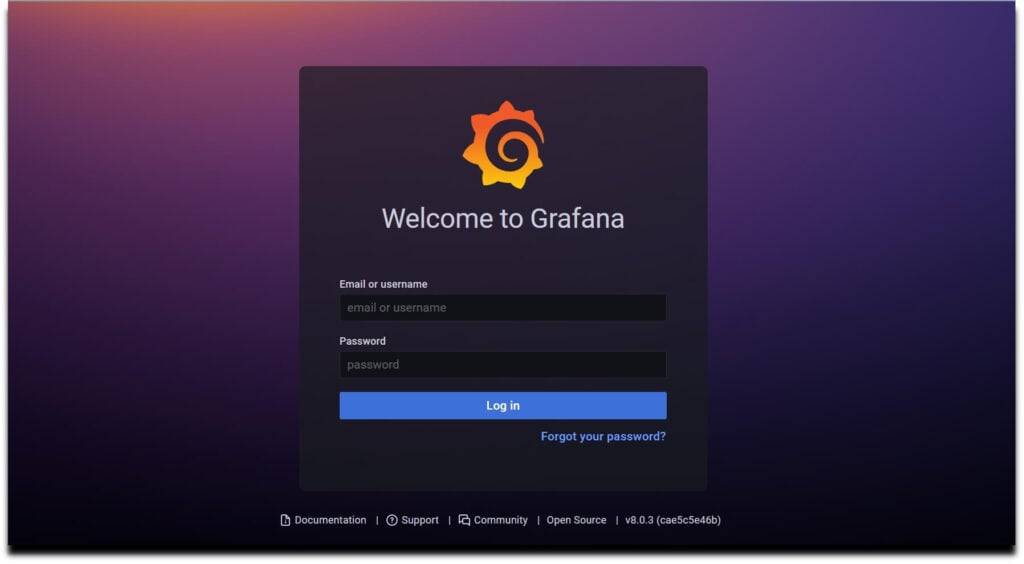 Welcome to Grafana
Email or username
email or username
Password
password
Log in
Forgot your password?
Documentation | Support | Community | Open Source | v8.0.3 (cae5c5e46b)